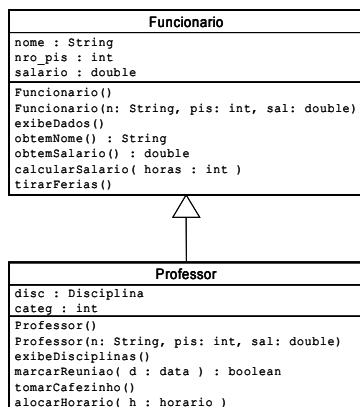 Funcionario
nome : String
nro_pis : int
salario : double
Funcionario()
Funcionario(n: String, pis: int, sal: double)
exibeDados()
obtemNome() : String
obtemSalario() : double
calcularSalario( horas : int )
tirarFerias()
Professor
disc : Disciplina
categ : int
Professor()
Professor(n: String, pis: int, sal: double)
exibeDisciplinas()
marcarReuniao( d : data ) : boolean
tomarCafezinho()
alocarHorario( h : horario )